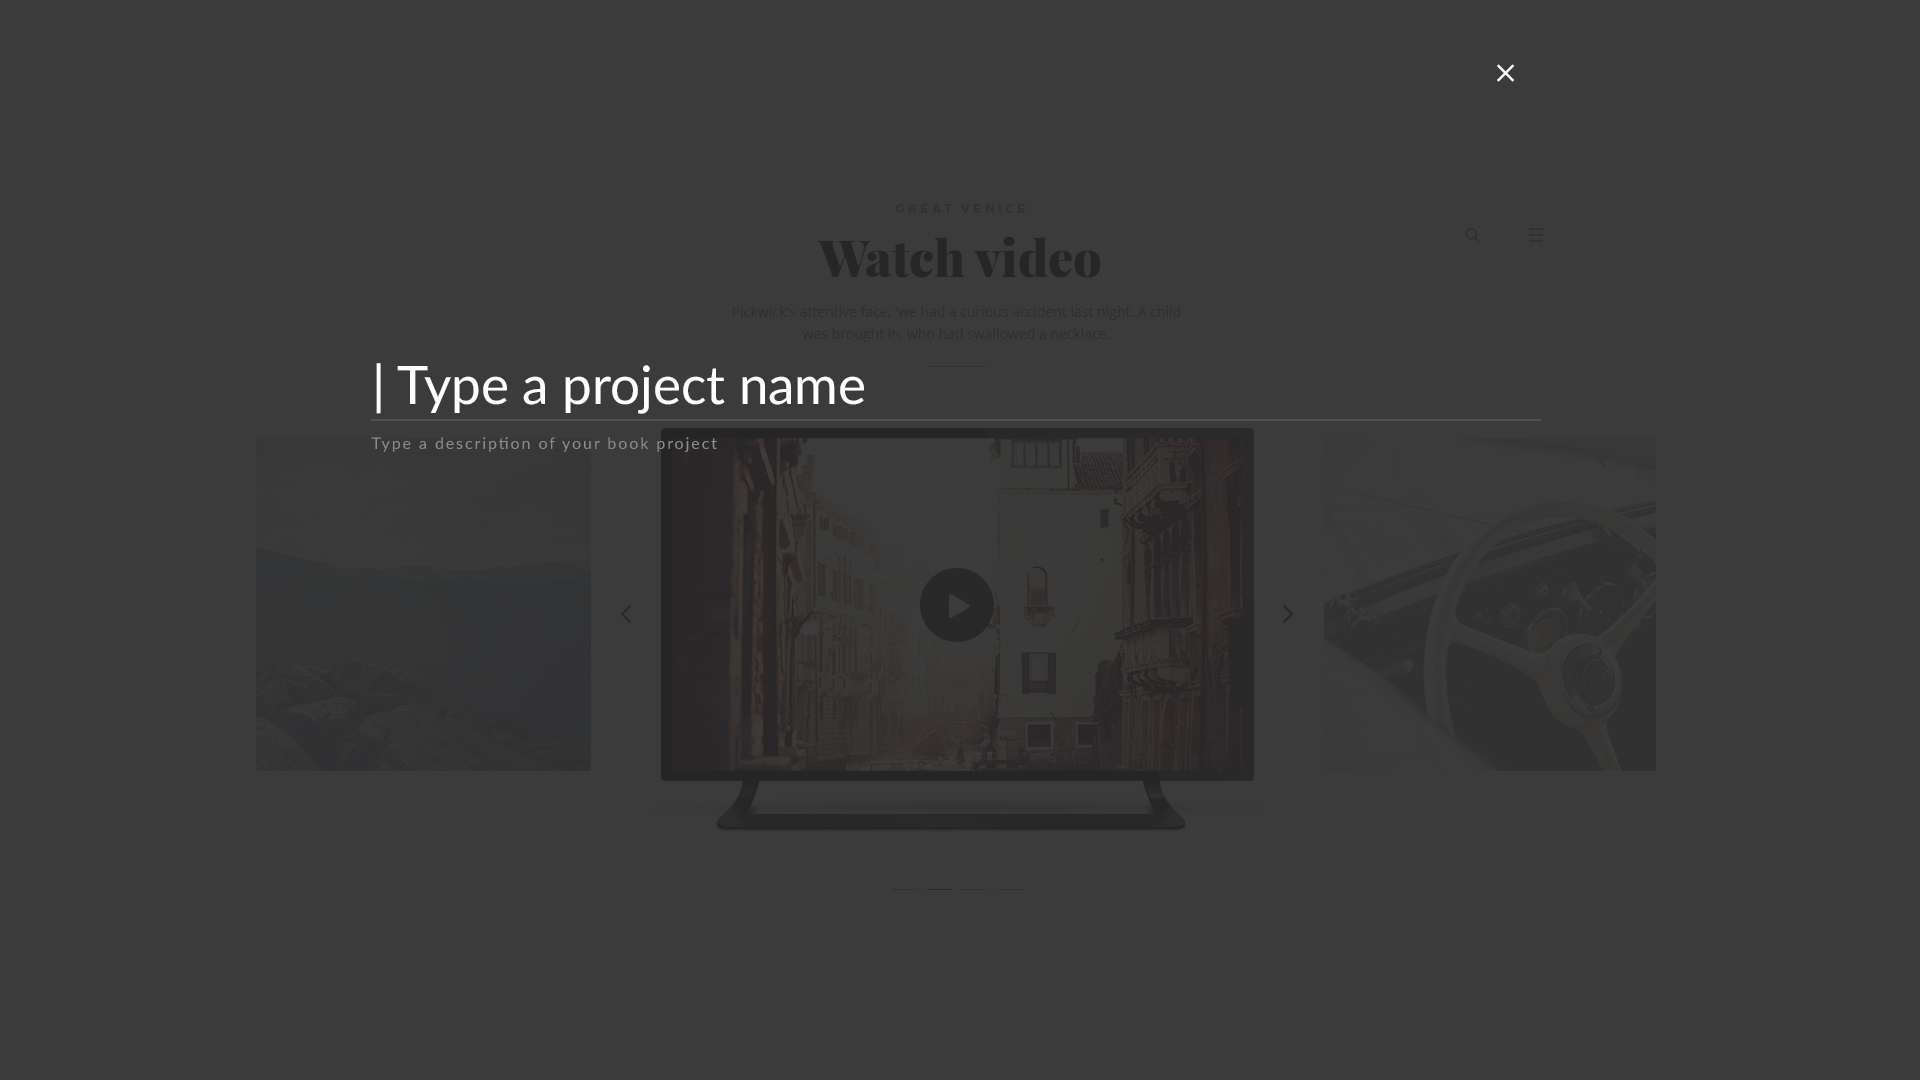 GREAT VENICE
Watch video
Pickwick's attentive face, 'we had a curious accident last night. A child
was brought in, who had swallowed a necklace.
| Type a project name
Type a description of your book project